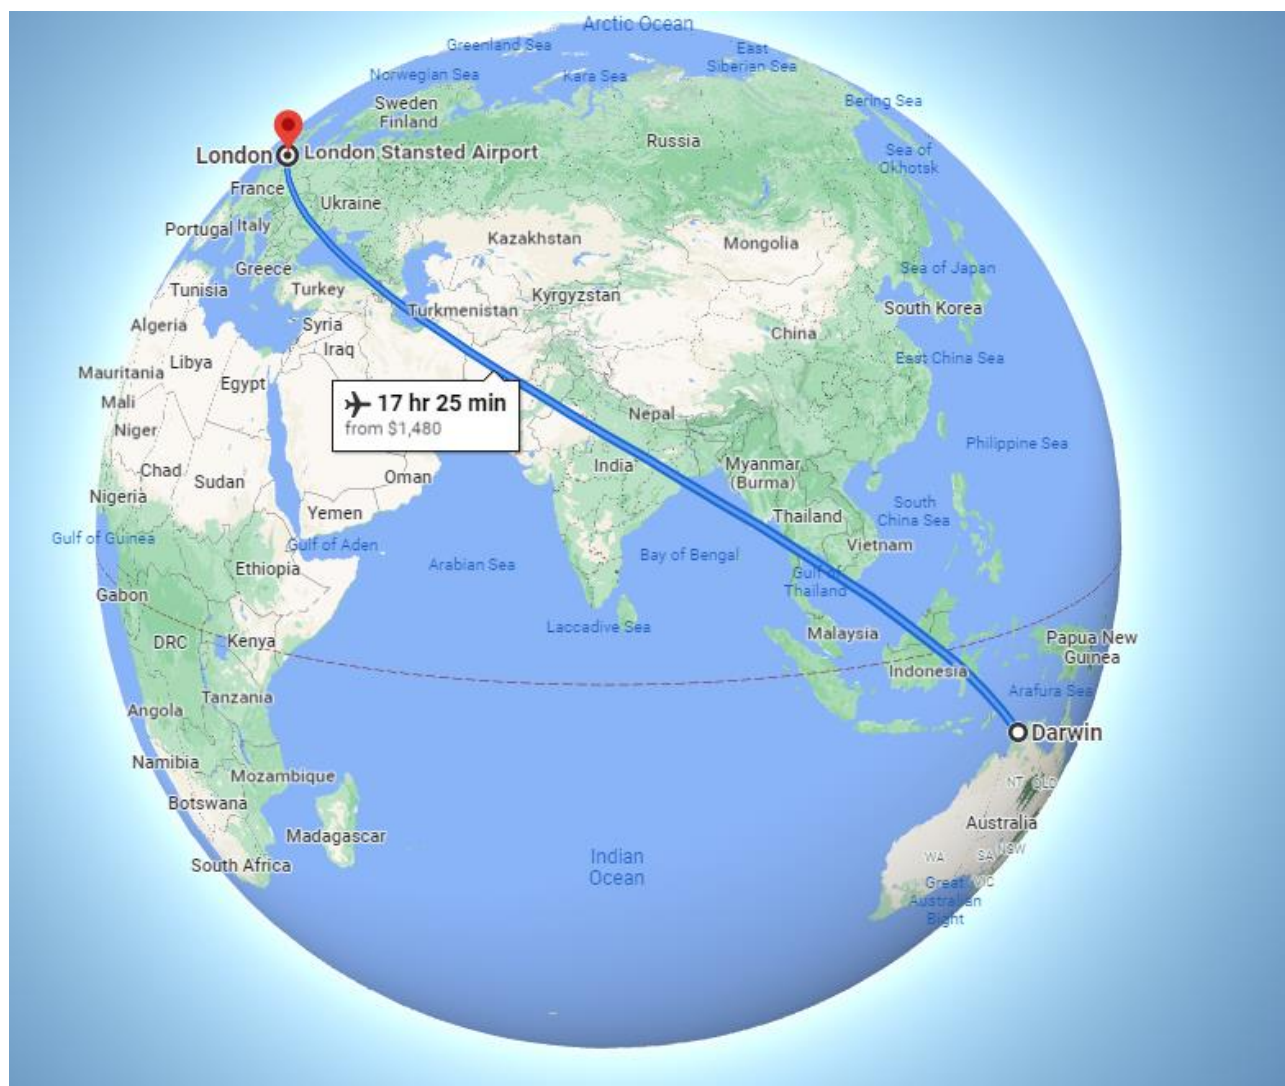 Arctic Ocean
Greenland Sea
East
Siberian Sea
Norwegian Sea
Kara Sea
Bering Sea
Sweden
Finland
Russia
Sea of
Okhotsk
London
London Stansted Airport
France
Ukraine
Portugal
Italy
Kazakhstan
Mongolia
Greece
Sea of Japan
Tunisia
Turkey
Kyrgyzstan
Turkmenistan
South Korea
Algeria
Syria
China
Iraq
Libya
East China Sea
Mauritania
Egypt
17 hr 25 min
from $1,480
Mali
Nepal
Niger
Philippine Sea
Chad
Sudan
Oman
India
Myanmar
(Burma)
Nigeria
Yemen
South
China Sea
Thailand
Gulf of Guinea
Gulf of Aden
Vietnam
Bay of Bengal
Arabian Sea
Ethiopia
Gulf of
Thailand
Gabon
Laccadive Sea
DRC
Kenya
Malaysia
Papua New
Guinea
Indonesia
Tanzania
Arafura Sea
Angola
Darwin
Namibia
Mozambique
NT
QLD
Botswana
Australia
Madagascar
NSW
WA
SA
South Africa
Indian
Ocean
Great
Australian
Bight